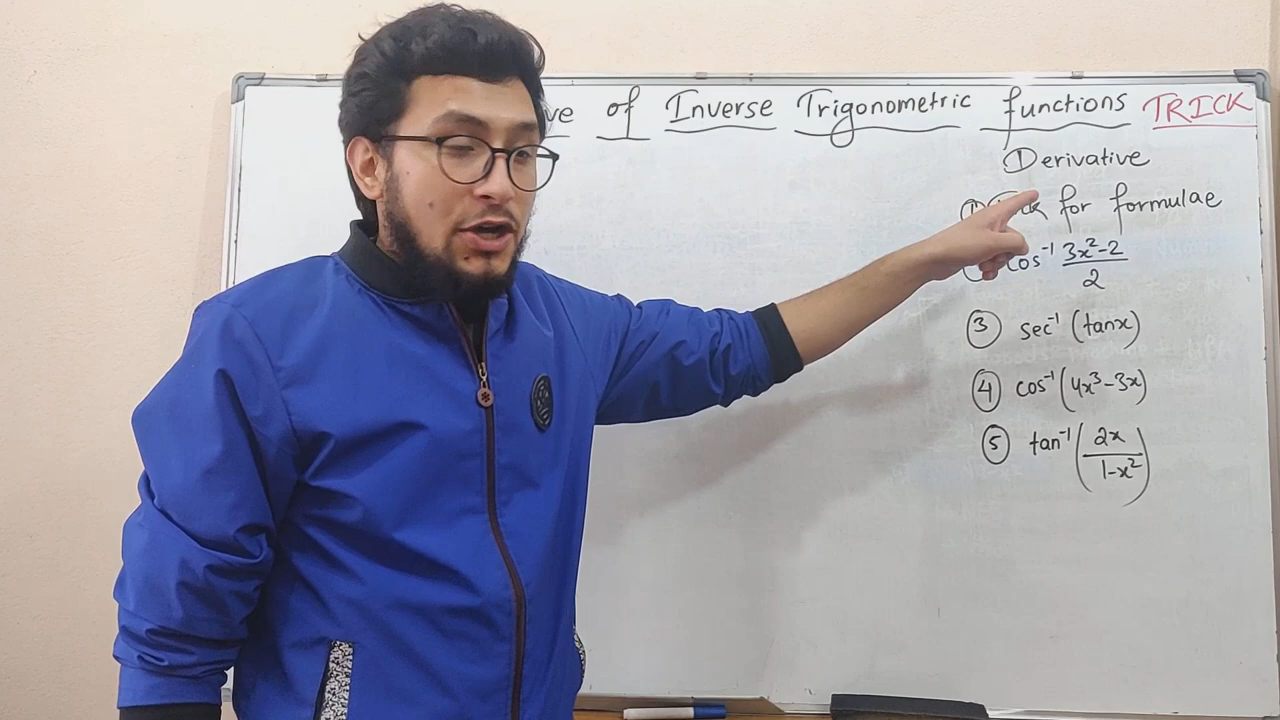 ve of Inverse Trigonometric functions TRICK
Derivative
for formulae
cos⁻¹ 3x²-2 / 2
③ sec⁻¹ (tanx)
④ cos⁻¹(4x³-3x)
⑤ tan⁻¹(2x / 1-x²)